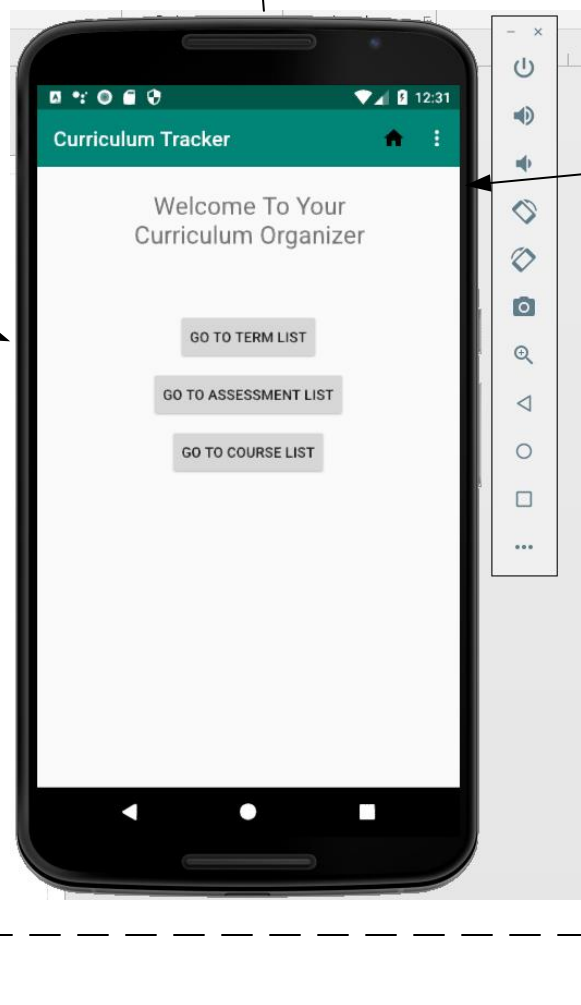 12:31
Curriculum Tracker
Welcome To Your
Curriculum Organizer
GO TO TERM LIST
GO TO ASSESSMENT LIST
GO TO COURSE LIST